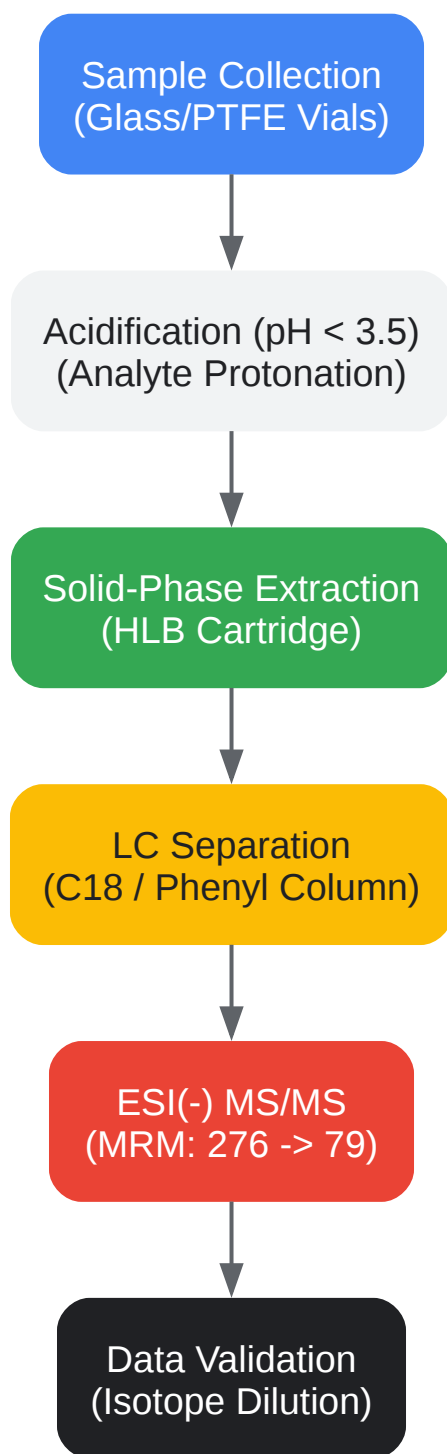 Sample Collection
(Glass/PTFE Vials)
Acidification (pH < 3.5)
(Analyte Protonation)
Solid-Phase Extraction
(HLB Cartridge)
LC Separation
(C18 / Phenyl Column)
ESI(-) MS/MS
(MRM: 276 -> 79)
Data Validation
(Isotope Dilution)